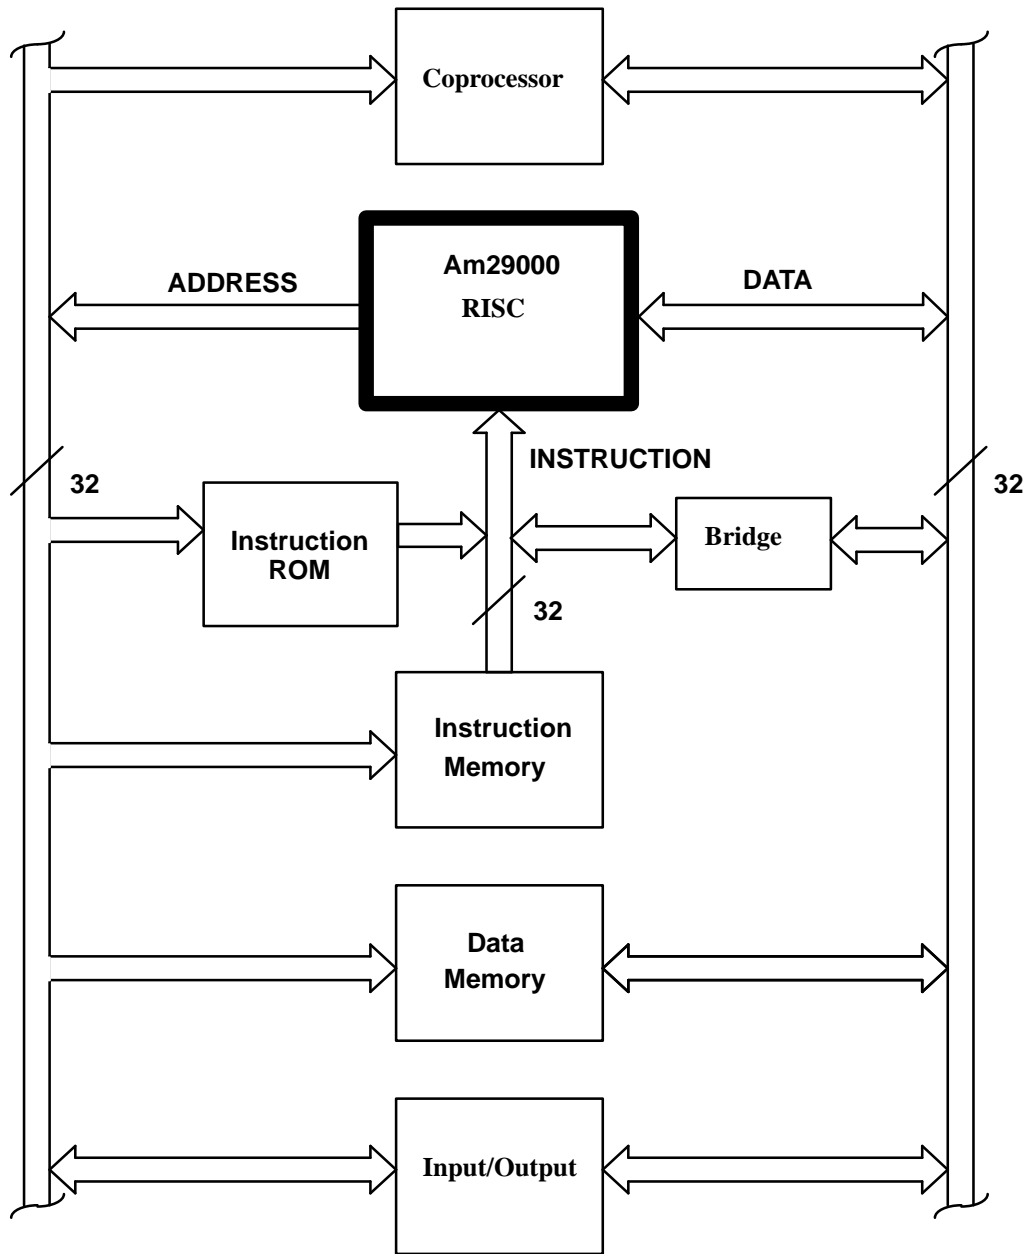 Coprocessor
Am29000
RISC
ADDRESS
DATA
INSTRUCTION
32
32
Instruction
ROM
Bridge
32
Instruction
Memory
Data
Memory
Input/Output